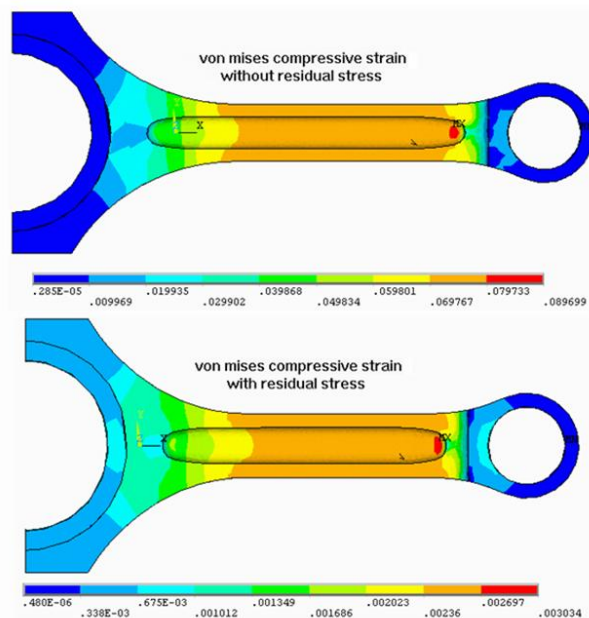 von mises compressive strain
without residual stress
X
MX
.285E-05 .019935 .039868 .059801 .079733
.009969 .029902 .049834 .069767 .089699
von mises compressive strain
with residual stress
X
MX
.480E-06 .675E-03 .001349 .002023 .002697
.338E-03 .001012 .001686 .00236 .003034